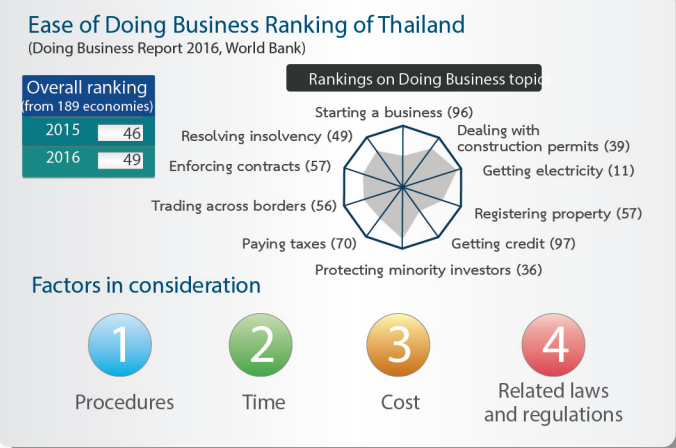 Ease of Doing Business Ranking of Thailand
(Doing Business Report 2016, World Bank)
Overall ranking
(from 189 economies)
2015 46
2016 49
Rankings on Doing Business topics
Starting a business (96)
Dealing with
construction permits (39)
Getting electricity (11)
Registering property (57)
Getting credit (97)
Protecting minority investors (36)
Paying taxes (70)
Trading across borders (56)
Enforcing contracts (57)
Resolving insolvency (49)
Factors in consideration
1
Procedures
2
Time
3
Cost
4
Related laws
and regulations